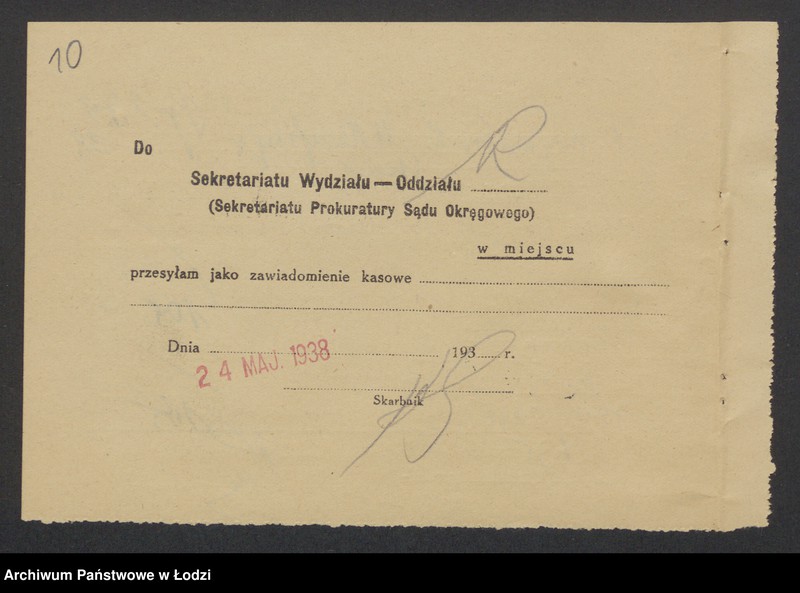 10
Do
R
Sekretariatu Wydziału — Oddziału ..........
(Sekretariatu Prokuratury Sądu Okręgowego)
w miejscu
przesyłam jako zawiadomienie kasowe ..........
Dnia .......... 193 ..... r.
24 MAJ. 1938
Skarbnik
Archiwum Państwowe w Łodzi